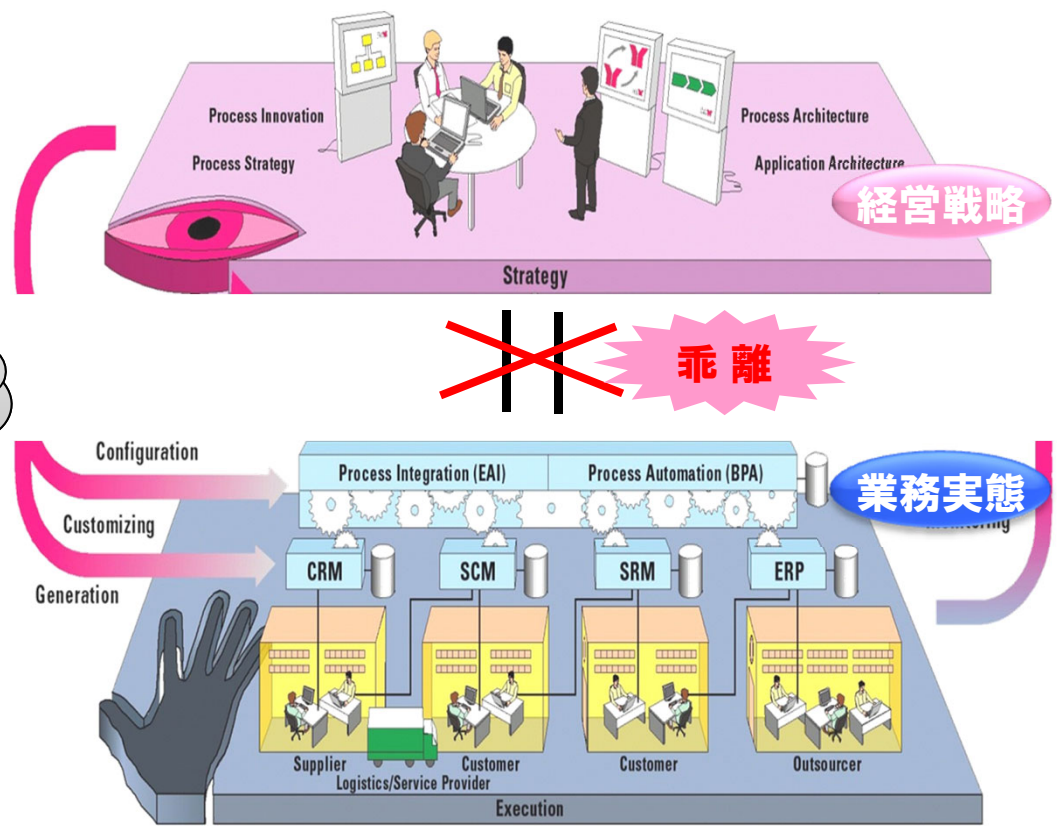 Process Innovation
Process Architecture
Process Strategy
Application Architecture
経営戦略
Strategy
乖離
Configuration
Process Integration (EAI)
Process Automation (BPA)
業務実態
Customizing
CRM
SCM
SRM
ERP
Generation
Supplier
Customer
Customer
Outsourcer
Logistics/Service Provider
Execution